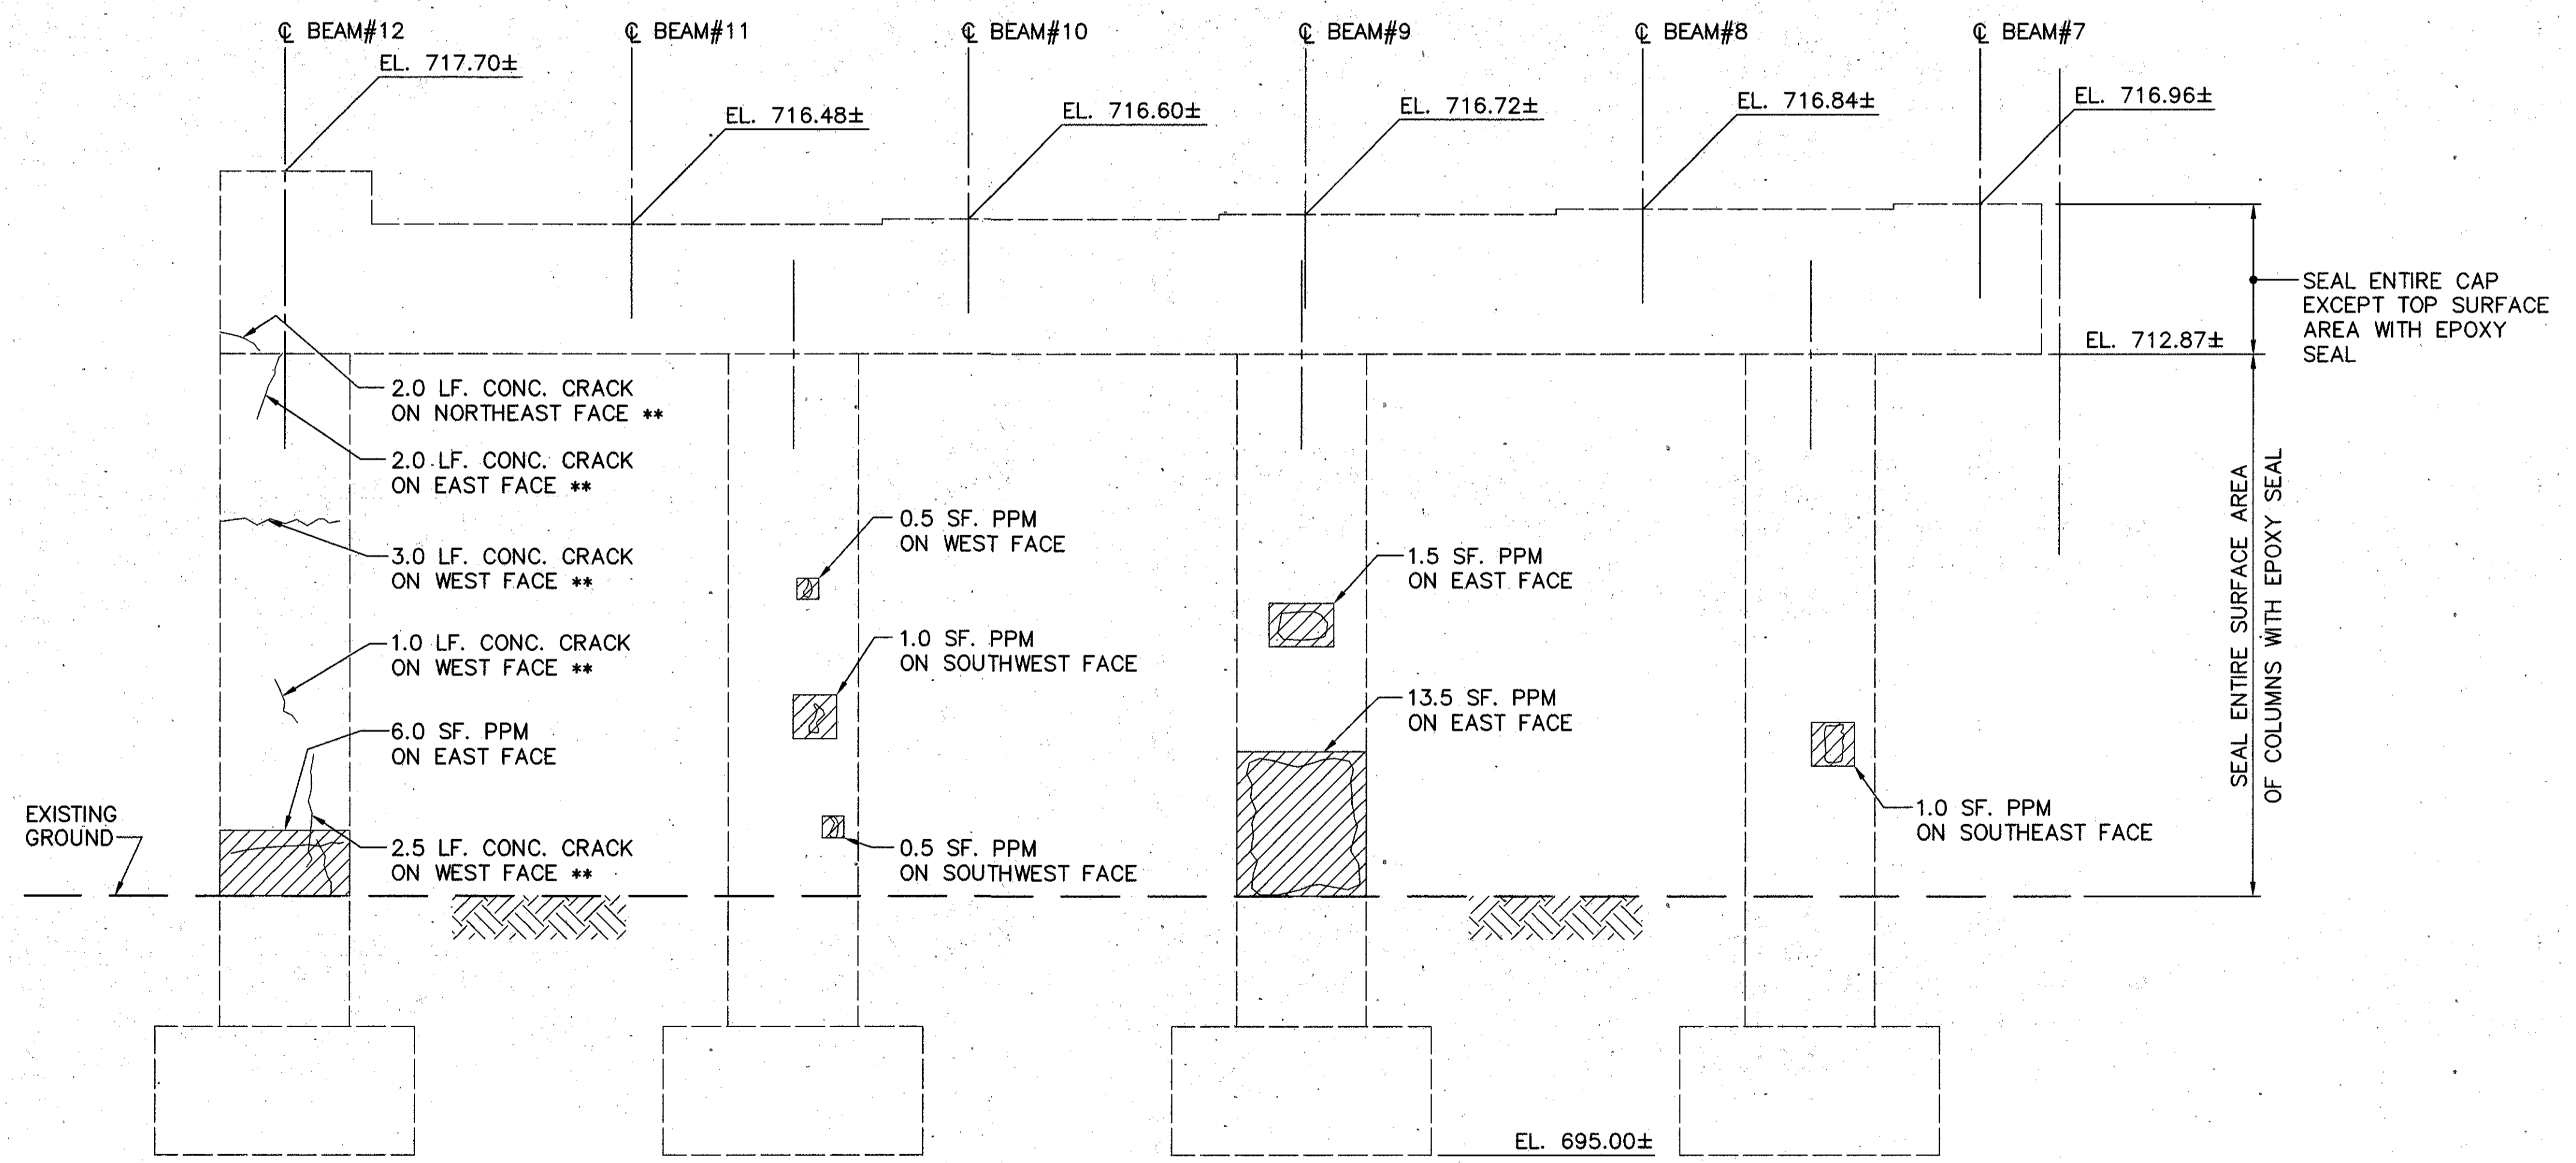 ℄ BEAM#12
℄ BEAM#11
℄ BEAM#10
℄ BEAM#9
℄ BEAM#8
℄ BEAM#7
EL. 717.70±
EL. 716.48±
EL. 716.60±
EL. 716.72±
EL. 716.84±
EL. 716.96±
SEAL ENTIRE CAP
EXCEPT TOP SURFACE
AREA WITH EPOXY
SEAL
EL. 712.87±
2.0 LF. CONC. CRACK
ON NORTHEAST FACE **
2.0 LF. CONC. CRACK
ON EAST FACE **
3.0 LF. CONC. CRACK
ON WEST FACE **
1.0 LF. CONC. CRACK
ON WEST FACE **
6.0 SF. PPM
ON EAST FACE
2.5 LF. CONC. CRACK
ON WEST FACE **
EXISTING
GROUND
0.5 SF. PPM
ON WEST FACE
1.0 SF. PPM
ON SOUTHWEST FACE
0.5 SF. PPM
ON SOUTHWEST FACE
1.5 SF. PPM
ON EAST FACE
13.5 SF. PPM
ON EAST FACE
1.0 SF. PPM
ON SOUTHEAST FACE
SEAL ENTIRE SURFACE AREA
OF COLUMNS WITH EPOXY SEAL
EL. 695.00±